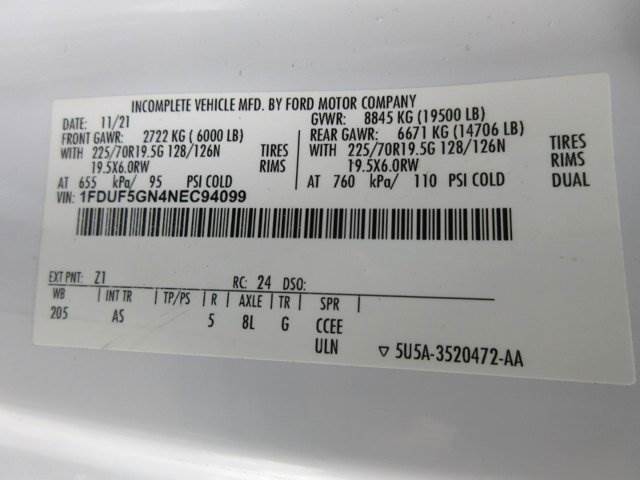 INCOMPLETE VEHICLE MFD. BY FORD MOTOR COMPANY
DATE: 11/21 GVWR: 8845 KG (19500 LB)
FRONT GAWR: 2722 KG ( 6000 LB) REAR GAWR: 6671 KG (14706 LB)
WITH 225/70R19.5G 128/126N TIRES WITH 225/70R19.5G 128/126N TIRES
19.5X6.0RW RIMS 19.5X6.0RW RIMS
AT 655 kPa/ 95 PSI COLD AT 760 kPa/ 110 PSI COLD DUAL
VIN: 1FDUF5GN4NEC94099
EXT PNT: Z1 RC: 24 DSO:
WB | INT TR | TP/PS | R | AXLE | TR | SPR
205 AS 5 8L G CCEE
ULN ▽ 5U5A-3520472-AA